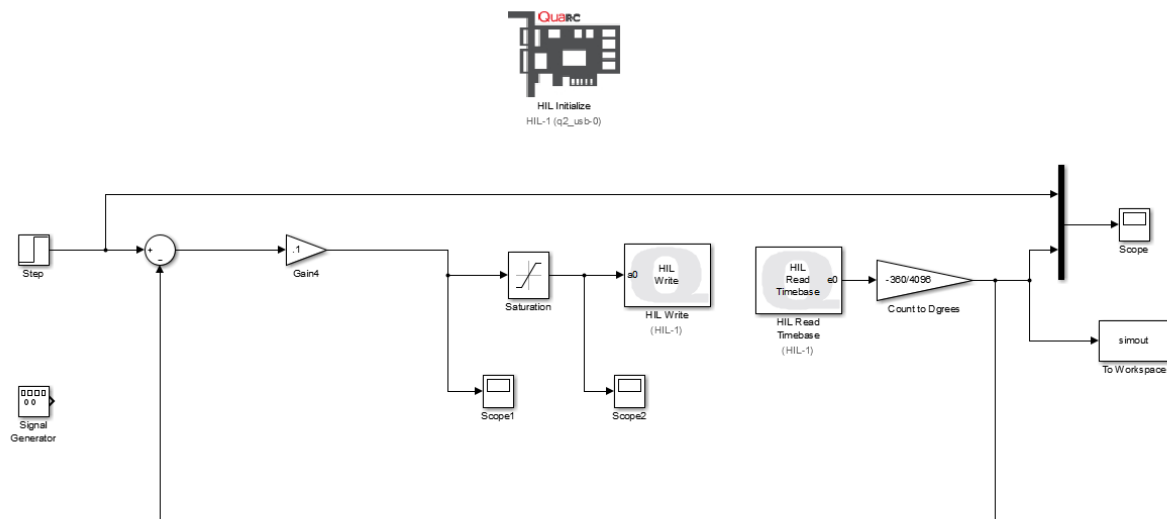 QUARC
HIL Initialize
HIL-1 (q2_usb-0)
Step
+
−
.1
Gain4
Saturation
a0
HIL
Write
HIL Write
(HIL-1)
HIL
Read
Timebase
e0
HIL Read
Timebase
(HIL-1)
-360/4096
Count to Dgrees
Scope
simout
To Workspace
Scope1
Scope2
Signal
Generator